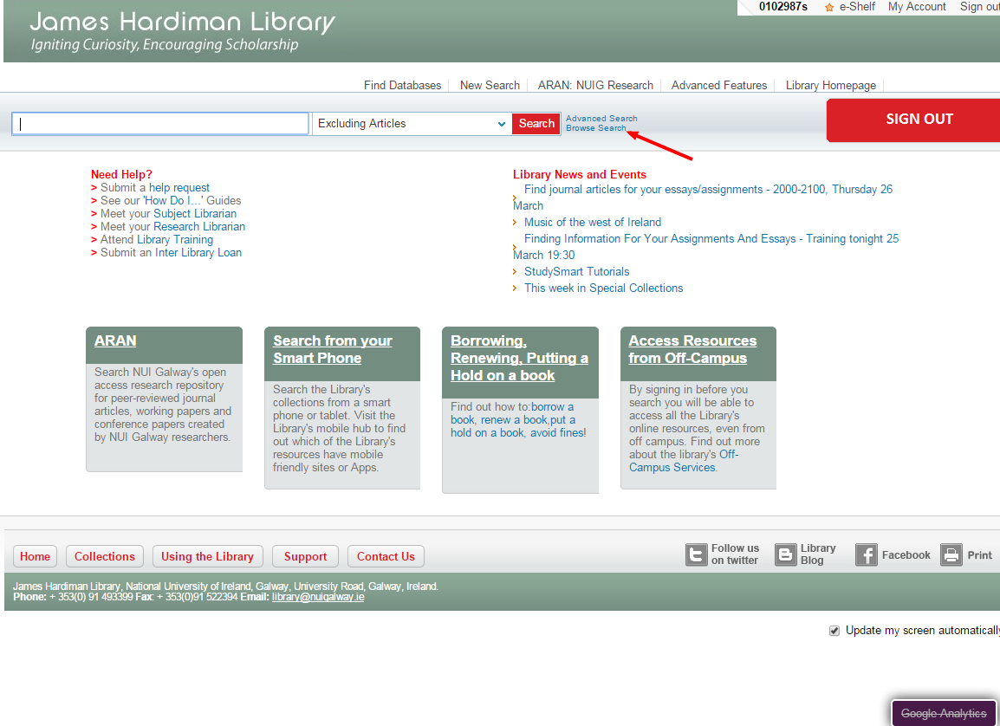 James Hardiman Library
Igniting Curiosity, Encouraging Scholarship
0102987s e-Shelf My Account Sign out
Find Databases New Search ARAN: NUIG Research Advanced Features Library Homepage
Excluding Articles Search
Advanced Search
Browse Search
SIGN OUT
Need Help?
> Submit a help request
> See our 'How Do I...' Guides
> Meet your Subject Librarian
> Meet your Research Librarian
> Attend Library Training
> Submit an Inter Library Loan
Library News and Events
Find journal articles for your essays/assignments - 2000-2100, Thursday 26
March
Music of the west of Ireland
Finding Information For Your Assignments And Essays - Training tonight 25
March 19:30
StudySmart Tutorials
This week in Special Collections
ARAN
Search NUI Galway's open
access research repository
for peer-reviewed journal
articles, working papers and
conference papers created
by NUI Galway researchers.
Search from your
Smart Phone
Search the Library's
collections from a smart
phone or tablet. Visit the
Library's mobile hub to find
out which of the Library's
resources have mobile
friendly sites or Apps.
Borrowing,
Renewing, Putting a
Hold on a book
Find out how to:borrow a
book, renew a book,put a
hold on a book, avoid fines!
Access Resources
from Off-Campus
By signing in before you
search you will be able to
access all the Library's
online resources, even from
off campus. Find out more
about the library's Off-
Campus Services.
Home Collections Using the Library Support Contact Us
Follow us
on twitter
Library
Blog
Facebook
Print
James Hardiman Library, National University of Ireland, Galway, University Road, Galway, Ireland.
Phone: + 353(0) 91 493399 Fax: + 353(0)91 522394 Email: library@nuigalway.ie
Update my screen automatically
Google Analytics